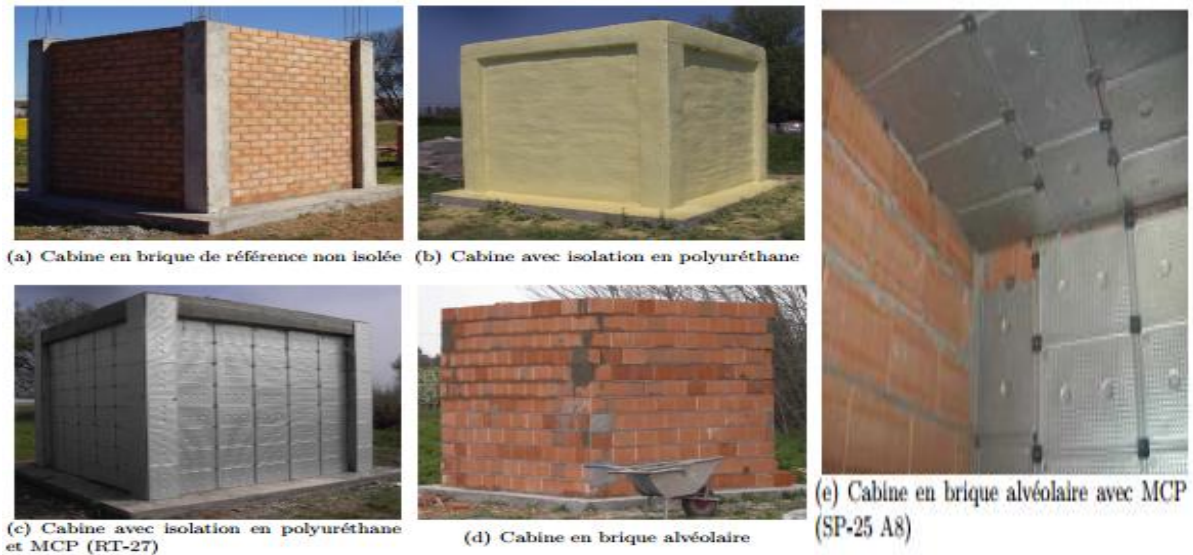 (a) Cabine en brique de référence non isolée
(b) Cabine avec isolation en polyuréthane
(c) Cabine avec isolation en polyuréthane
et MCP (RT-27)
(d) Cabine en brique alvéolaire
(e) Cabine en brique alvéolaire avec MCP
(SP-25 A8)